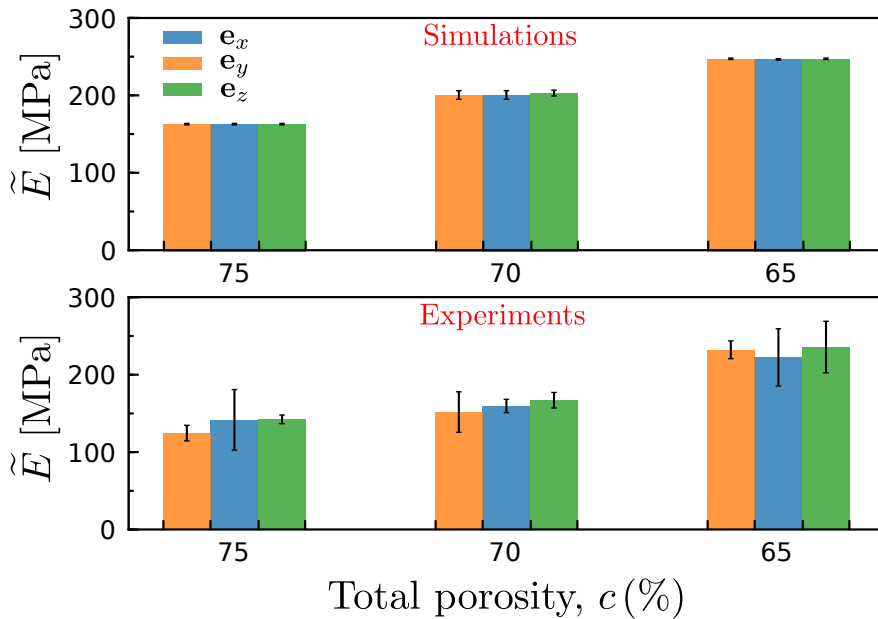 300
Simulations
𝐞ₓ
𝐞_y
𝐞_z
200
100
0
Ẽ [MPa]
75 70 65
300
Experiments
200
100
0
Ẽ [MPa]
75 70 65
Total porosity, c (%)